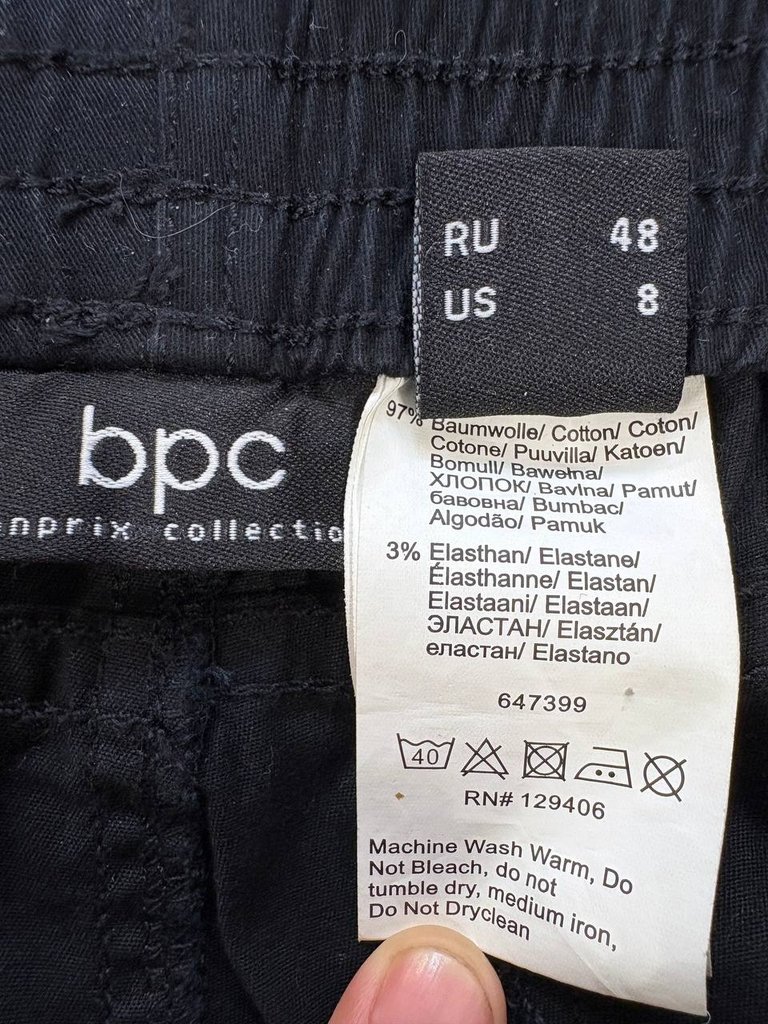 RU 48
US 8
bpc
nprix collectio
97% Baumwolle/ Cotton/ Coton/
Cotone/ Puuvilla/ Katoen/
Bomull/ Bawełna/
ХЛОПОК/ Bavlna/ Pamut/
бавовна/ Bumbac/
Algodão/ Pamuk
3% Elasthan/ Elastane/
Élasthanne/ Elastan/
Elastaani/ Elastaan/
ЭЛАСТАН/ Elasztán/
еластан/ Elastano
647399
40
RN# 129406
Machine Wash Warm, Do
Not Bleach, do not
tumble dry, medium iron,
Do Not Dryclean